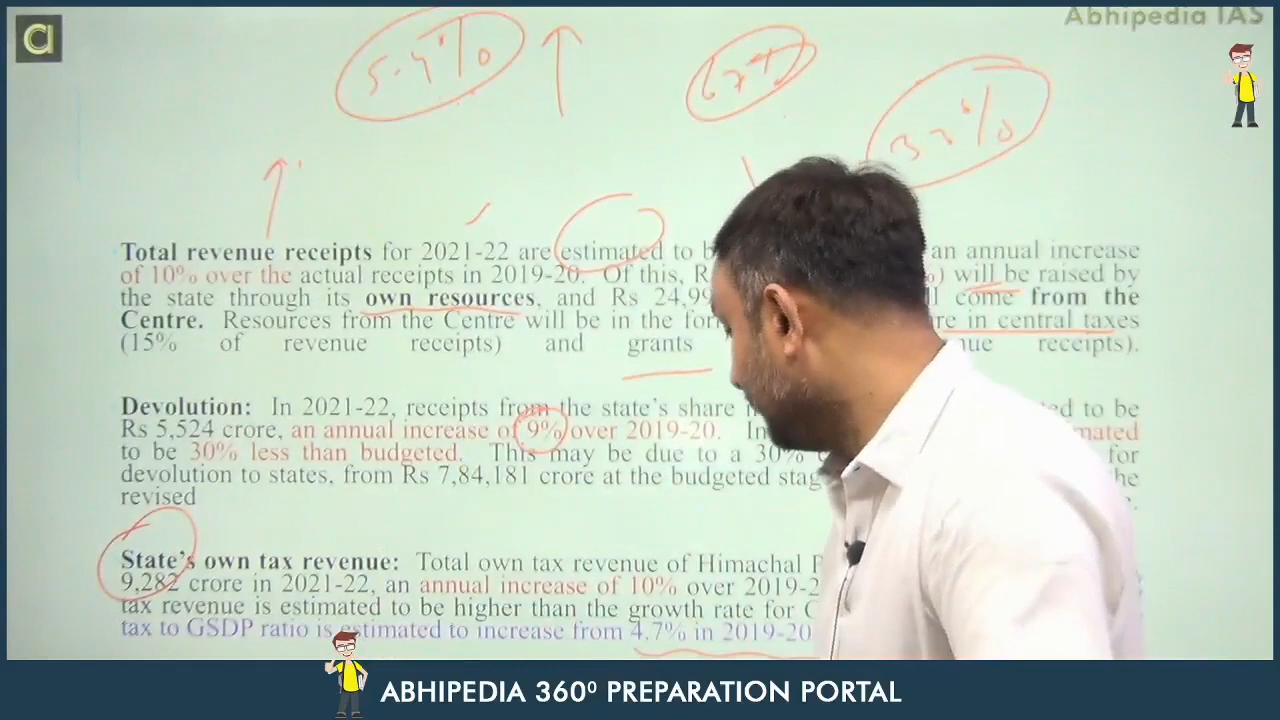 Abhipedia IAS
a
5.4%
33%
Total revenue receipts for 2021-22 are estimated to b an annual increase
of 10% over the actual receipts in 2019-20. Of this, R %) will be raised by
the state through its own resources, and Rs 24,99 ll come from the
Centre. Resources from the Centre will be in the for re in central taxes
(15% of revenue receipts) and grants nue receipts).
Devolution: In 2021-22, receipts from the state's share ed to be
Rs 5,524 crore, an annual increase of 9% over 2019-20. In mated
to be 30% less than budgeted. This may be due to a 30% for
devolution to states, from Rs 7,84,181 crore at the budgeted stag he
revised
State's own tax revenue: Total own tax revenue of Himachal P
9,282 crore in 2021-22, an annual increase of 10% over 2019-2
tax revenue is estimated to be higher than the growth rate for C
tax to GSDP ratio is estimated to increase from 4.7% in 2019-20
ABHIPEDIA 360⁰ PREPARATION PORTAL